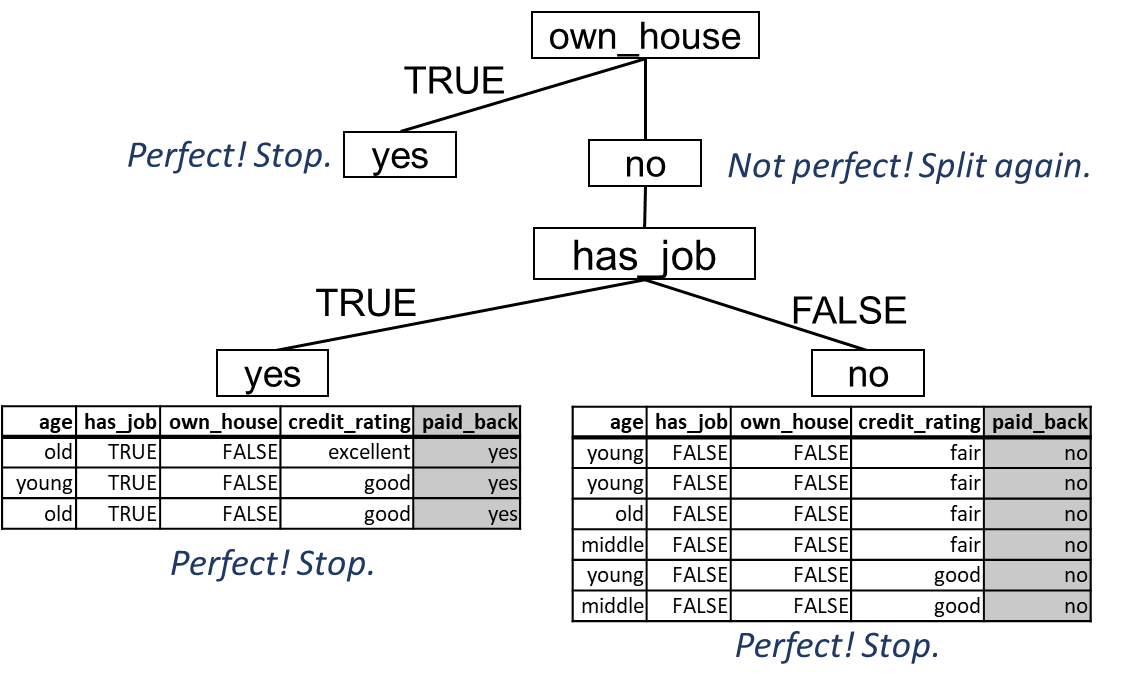 own_house
TRUE
Perfect! Stop.
yes
no
Not perfect! Split again.
has_job
TRUE
FALSE
yes
no
age has_job own_house credit_rating paid_back
old TRUE FALSE excellent yes
young TRUE FALSE good yes
old TRUE FALSE good yes
Perfect! Stop.
age has_job own_house credit_rating paid_back
young FALSE FALSE fair no
young FALSE FALSE fair no
old FALSE FALSE fair no
middle FALSE FALSE fair no
young FALSE FALSE good no
middle FALSE FALSE good no
Perfect! Stop.